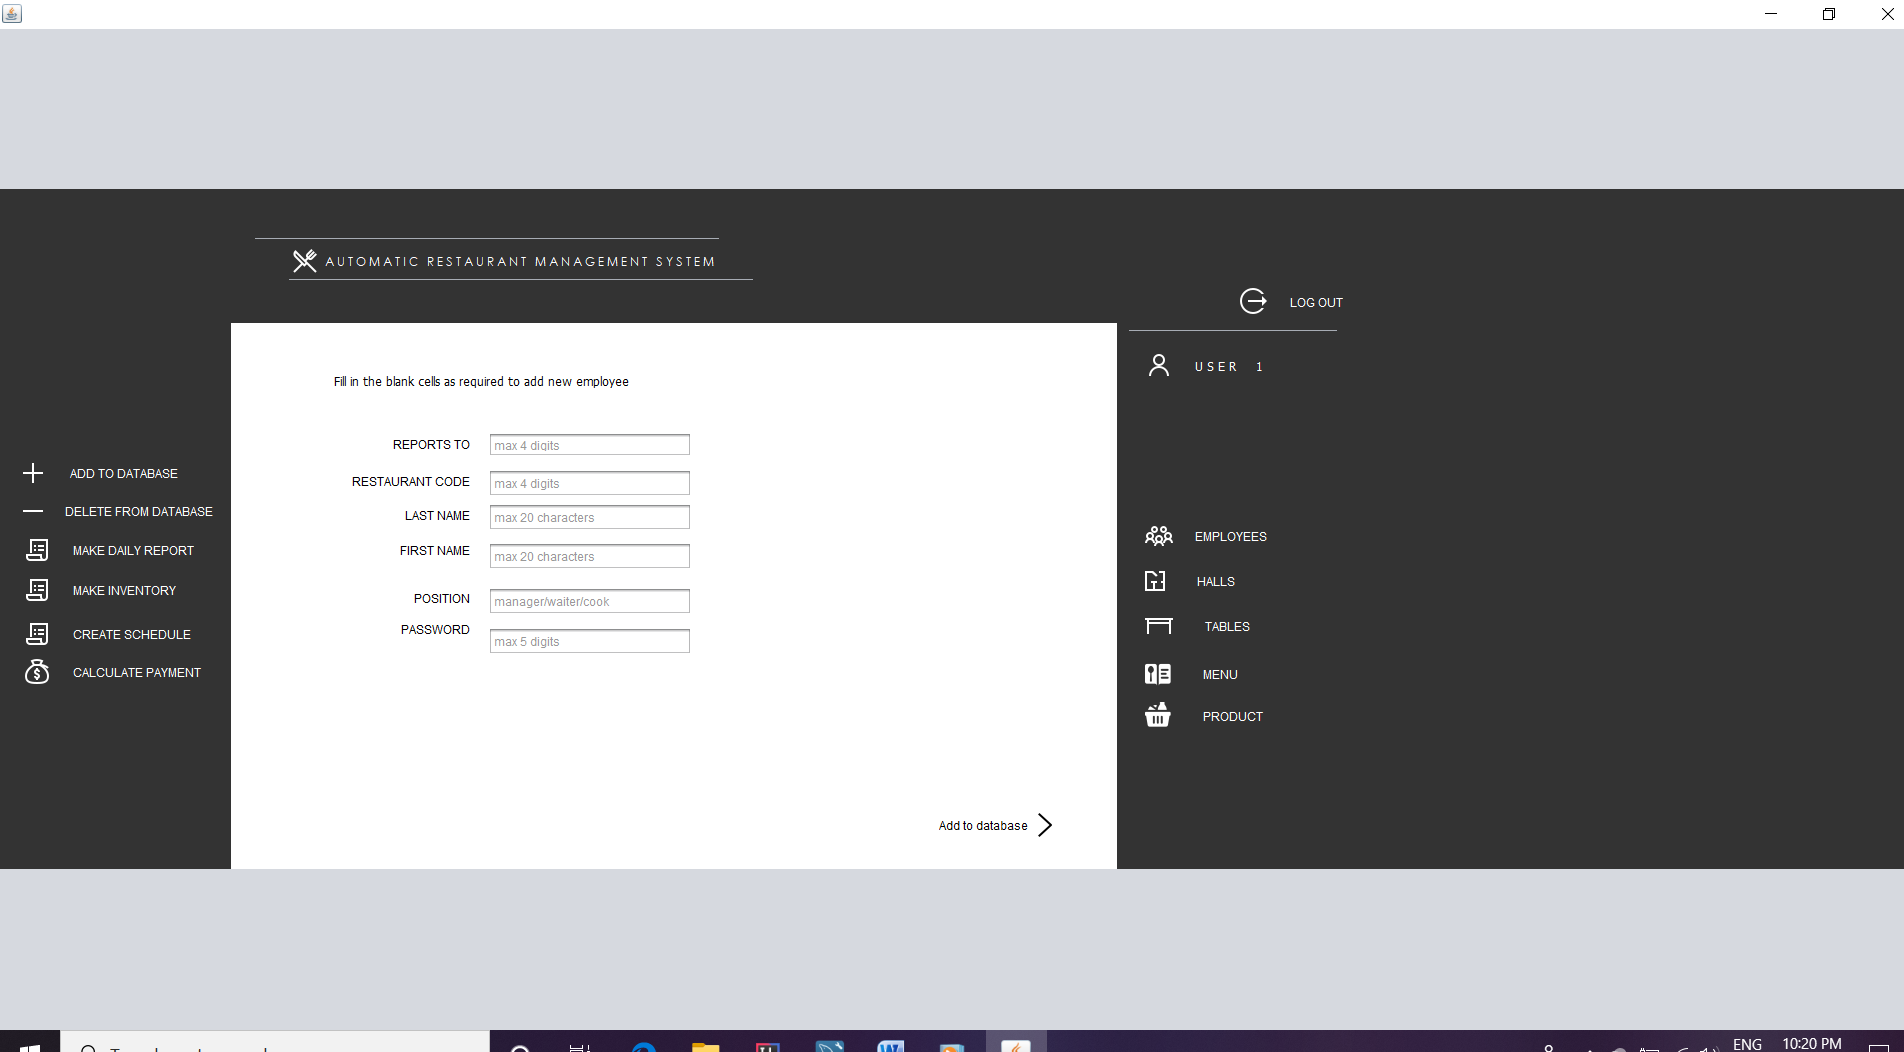 AUTOMATIC RESTAURANT MANAGEMENT SYSTEM
LOG OUT
USER 1
Fill in the blank cells as required to add new employee
REPORTS TO max 4 digits
RESTAURANT CODE max 4 digits
LAST NAME max 20 characters
FIRST NAME max 20 characters
POSITION manager/waiter/cook
PASSWORD max 5 digits
Add to database
ADD TO DATABASE
DELETE FROM DATABASE
MAKE DAILY REPORT
MAKE INVENTORY
CREATE SCHEDULE
CALCULATE PAYMENT
EMPLOYEES
HALLS
TABLES
MENU
PRODUCT
ENG 10:20 PM